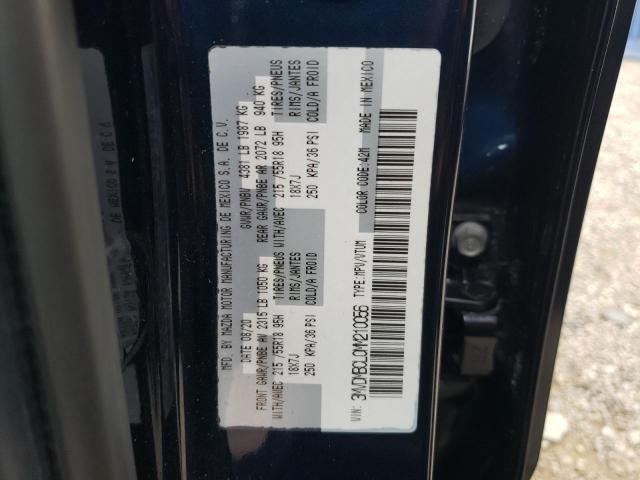 MFD. BY MAZDA MOTOR MANUFACTURING DE MEXICO S.A. DE C.V.
DATE 08/20 GVWR/PNBV 4381 LB 1987 KG
FRONT GAWR/PNBE AV 2315 LB 1050 KG REAR GAWR/PNBE AR 2072 LB 940 KG
WITH/AVEC 215 /55R18 95H TIRES/PNEUS WITH/AVEC 215 /55R18 95H TIRES/PNEUS
18X7J RIMS/JANTES 18X7J RIMS/JANTES
250 KPA/36 PSI COLD/A FROID 250 KPA/36 PSI COLD/A FROID
VIN: TYPE:MPV/VTUM COLOR CODE:42M MADE IN MEXICO